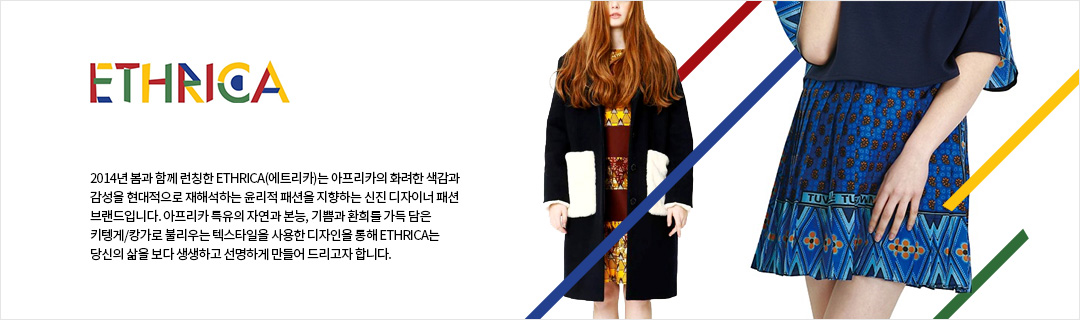 ETHRICA
2014년 봄과 함께 런칭한 ETHRICA(에트리카)는 아프리카의 화려한 색감과
감성을 현대적으로 재해석하는 윤리적 패션을 지향하는 신진 디자이너 패션
브랜드입니다. 아프리카 특유의 자연과 본능, 기쁨과 환희를 가득 담은
키텡게/캉가로 불리우는 텍스타일을 사용한 디자인을 통해 ETHRICA는
당신의 삶을 보다 생생하고 선명하게 만들어 드리고자 합니다.